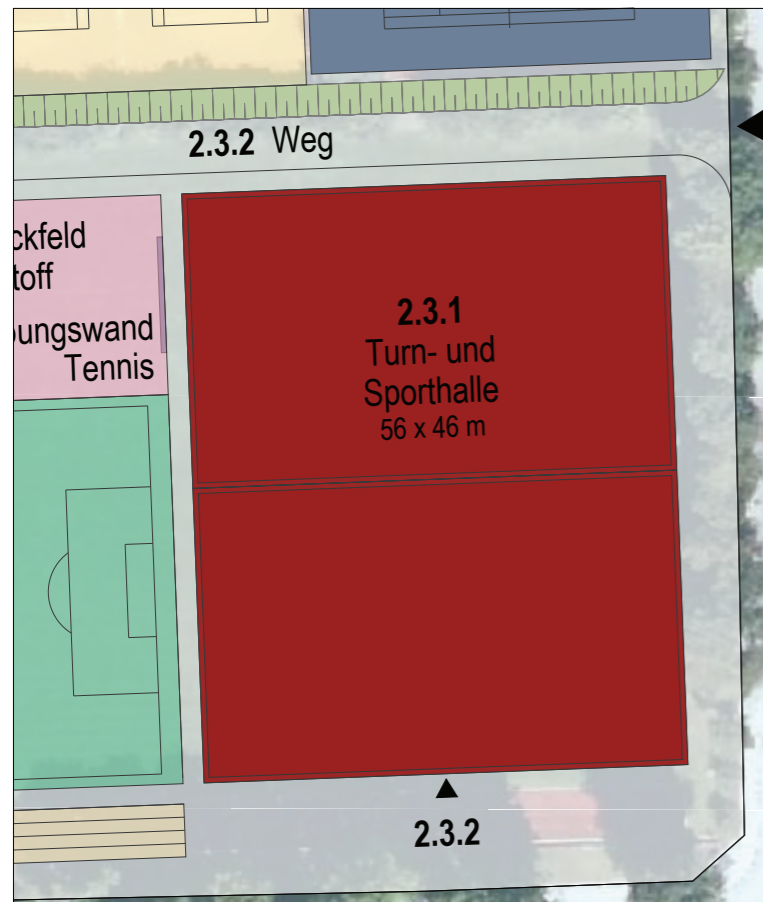 2.3.2 Weg
ckfeld
toff
ungswand
Tennis
2.3.1
Turn- und
Sporthalle
56 x 46 m
2.3.2